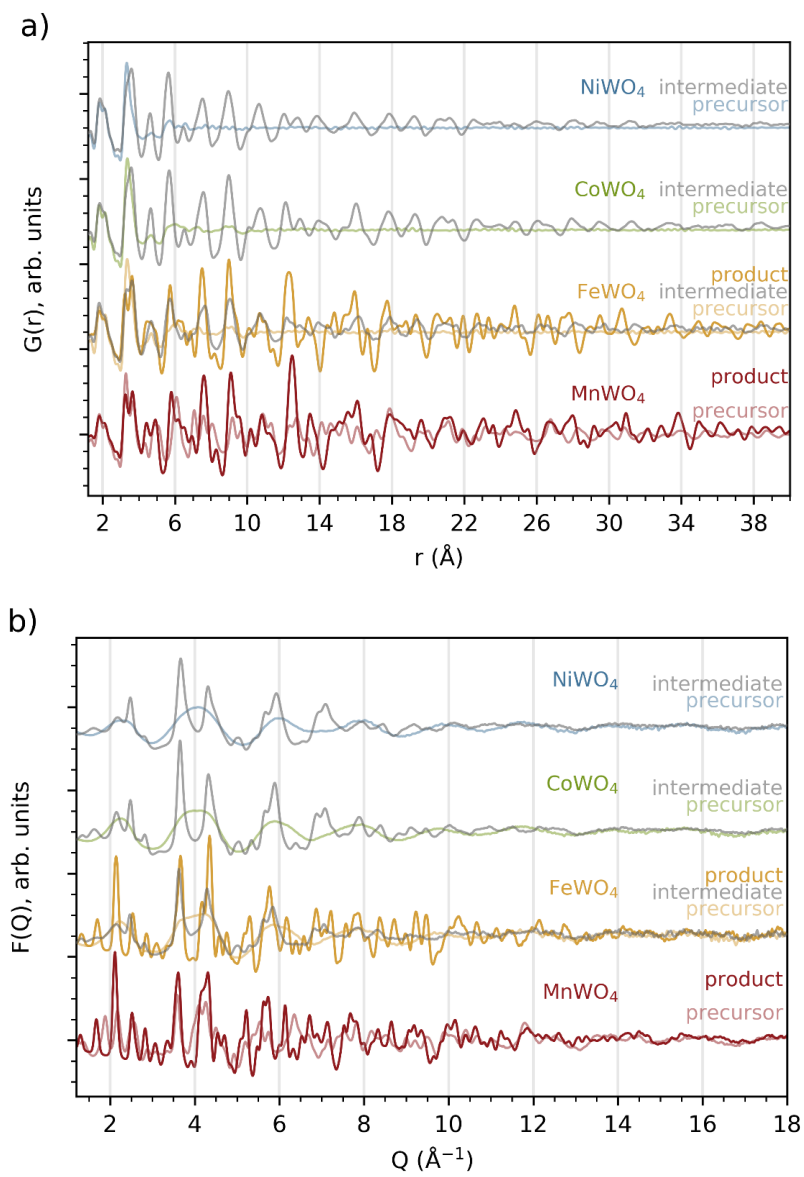 a)
G(r), arb. units
NiWO₄ intermediate
precursor
CoWO₄ intermediate
precursor
product
FeWO₄ intermediate
precursor
product
MnWO₄
precursor
2 6 10 14 18 22 26 30 34 38
r (Å)
b)
F(Q), arb. units
NiWO₄ intermediate
precursor
CoWO₄ intermediate
precursor
product
FeWO₄ intermediate
precursor
product
MnWO₄
precursor
2 4 6 8 10 12 14 16 18
Q (Å⁻¹)